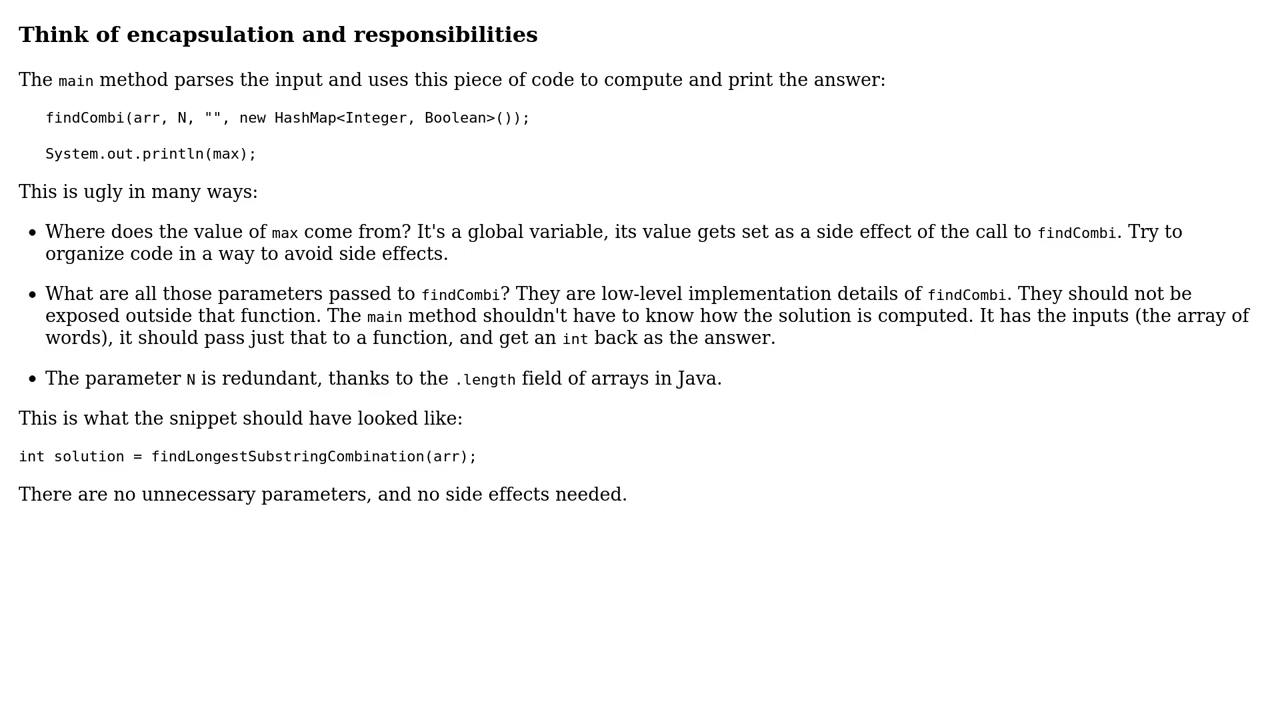 Think of encapsulation and responsibilities
The main method parses the input and uses this piece of code to compute and print the answer:
findCombi(arr, N, "", new HashMap<Integer, Boolean>());
System.out.println(max);
This is ugly in many ways:
• Where does the value of max come from? It's a global variable, its value gets set as a side effect of the call to findCombi. Try to
organize code in a way to avoid side effects.
• What are all those parameters passed to findCombi? They are low-level implementation details of findCombi. They should not be
exposed outside that function. The main method shouldn't have to know how the solution is computed. It has the inputs (the array of
words), it should pass just that to a function, and get an int back as the answer.
• The parameter N is redundant, thanks to the .length field of arrays in Java.
This is what the snippet should have looked like:
int solution = findLongestSubstringCombination(arr);
There are no unnecessary parameters, and no side effects needed.